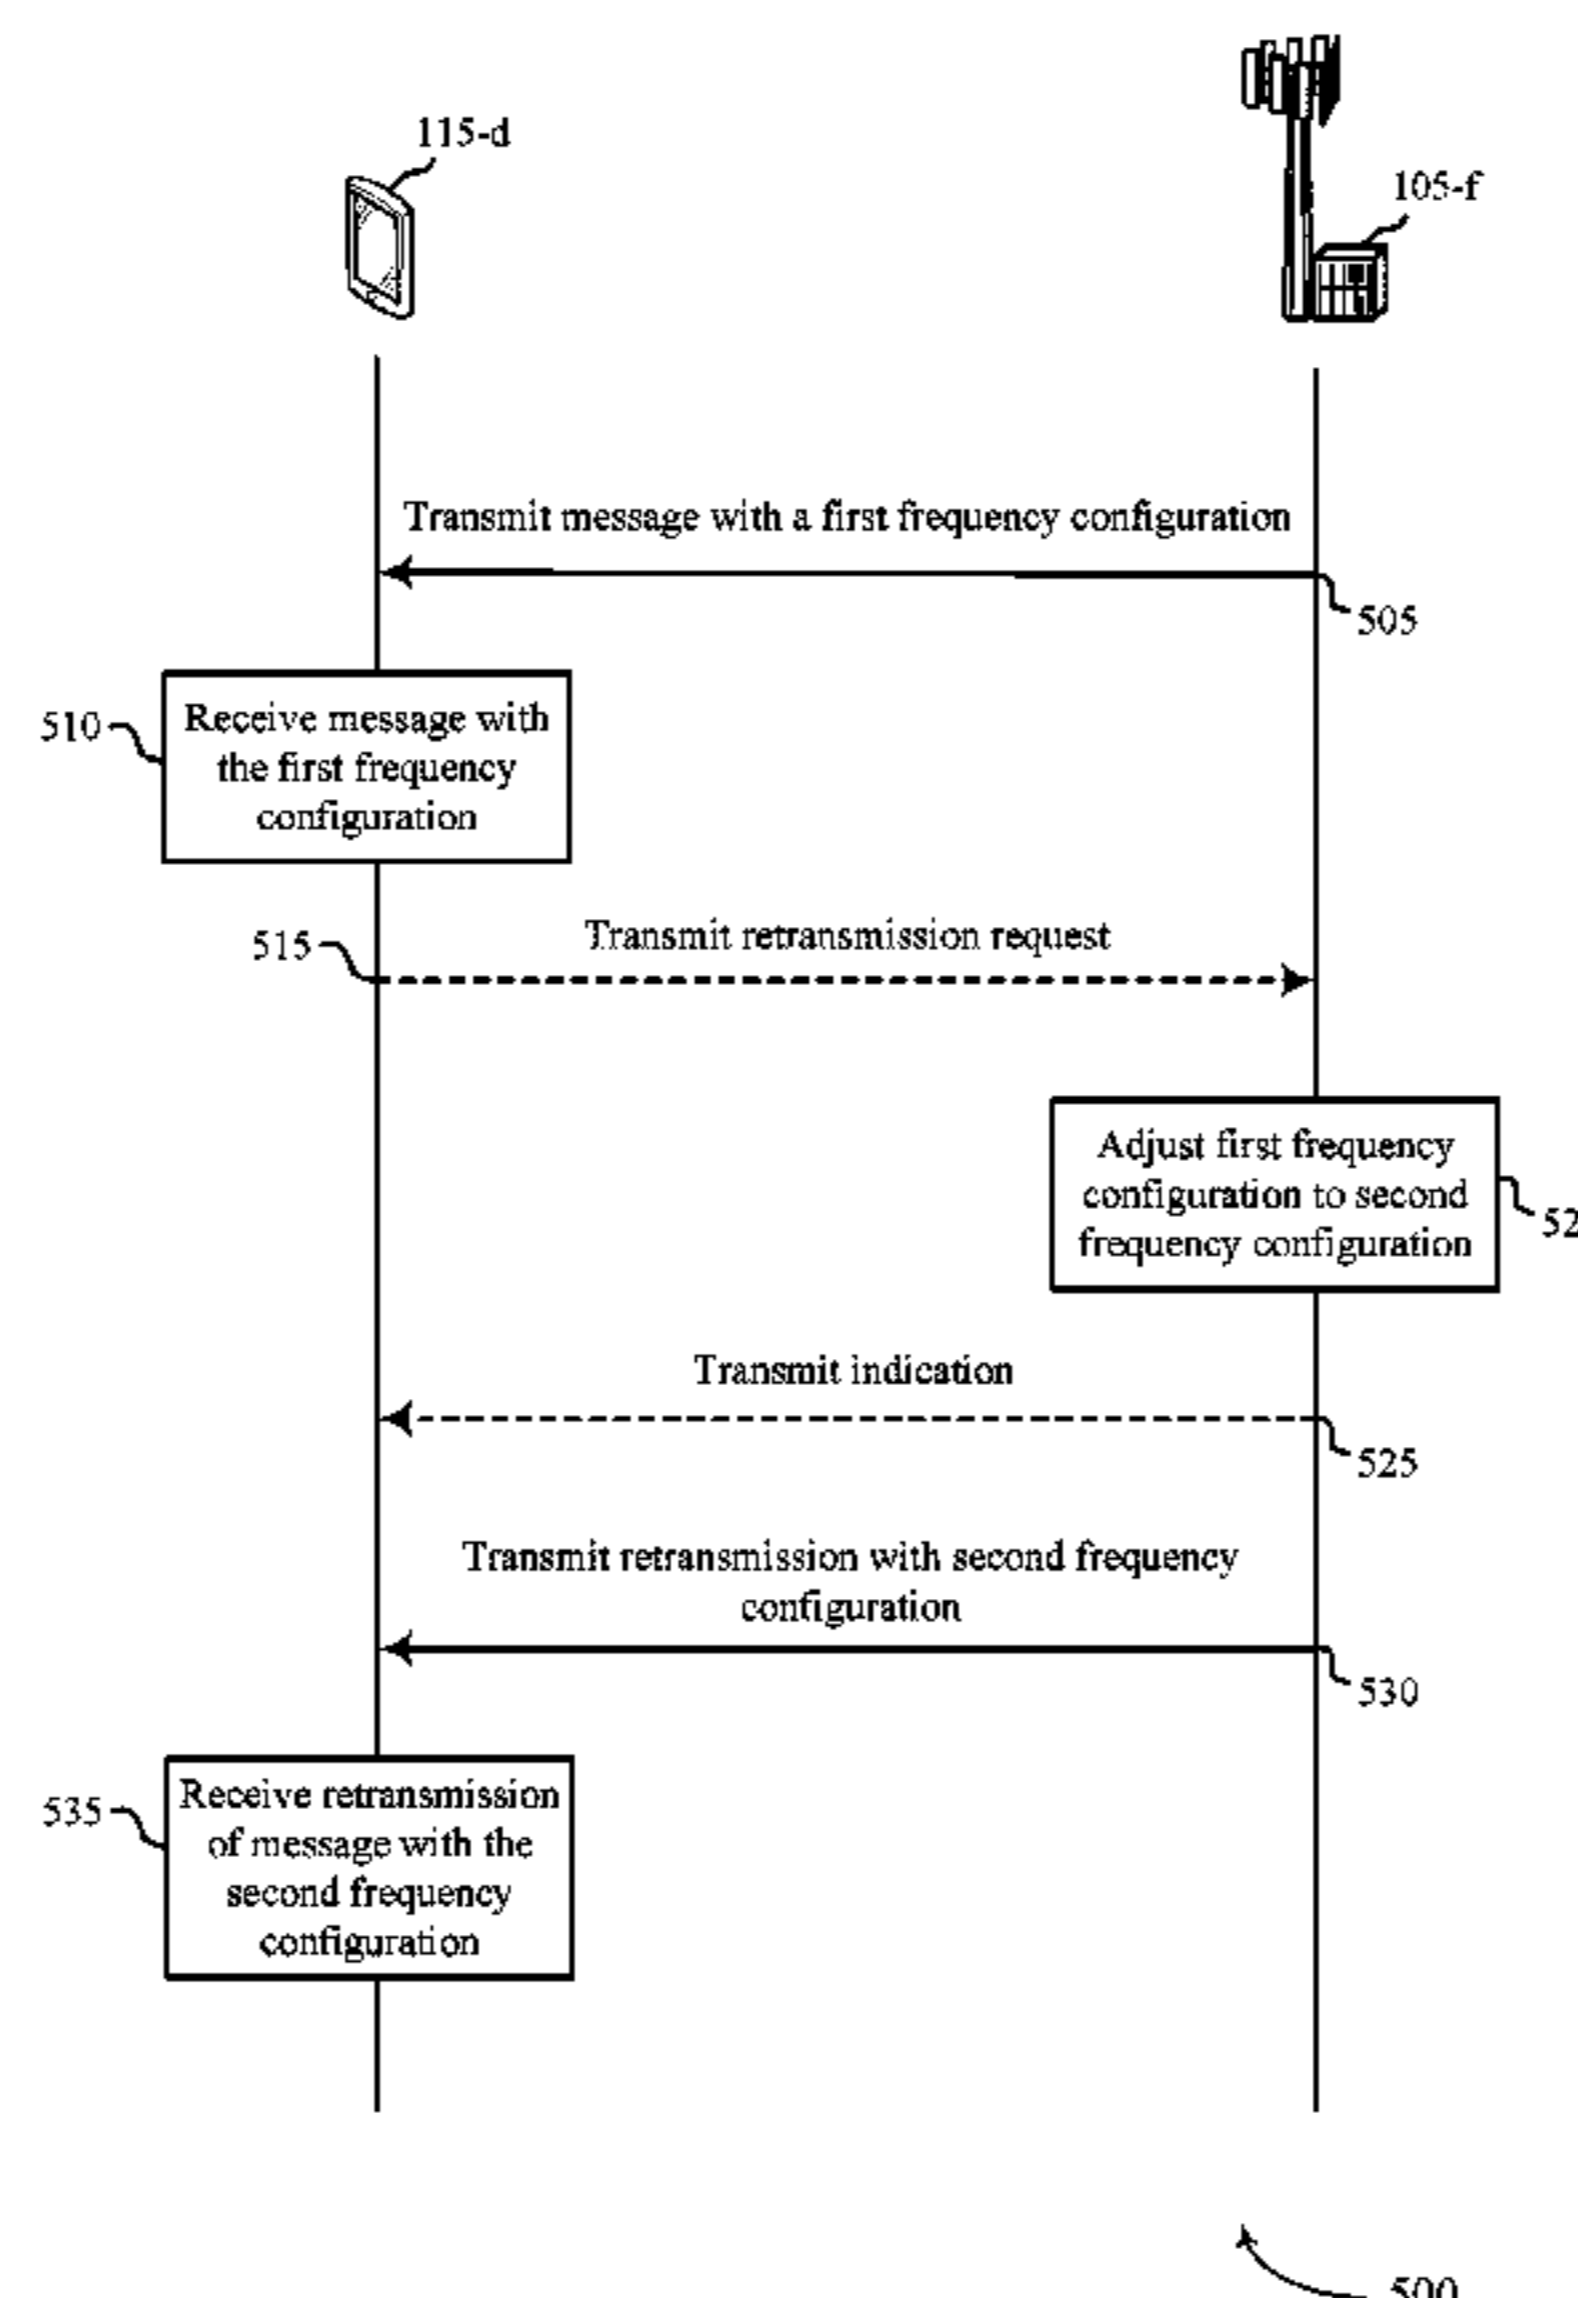 115-d
105-f
Transmit message with a first frequency configuration
505
510
Receive message with
the first frequency
configuration
515
Transmit retransmission request
Adjust first frequency
configuration to second
frequency configuration
52
Transmit indication
525
Transmit retransmission with second frequency
configuration
530
535
Receive retransmission
of message with the
second frequency
configuration
500